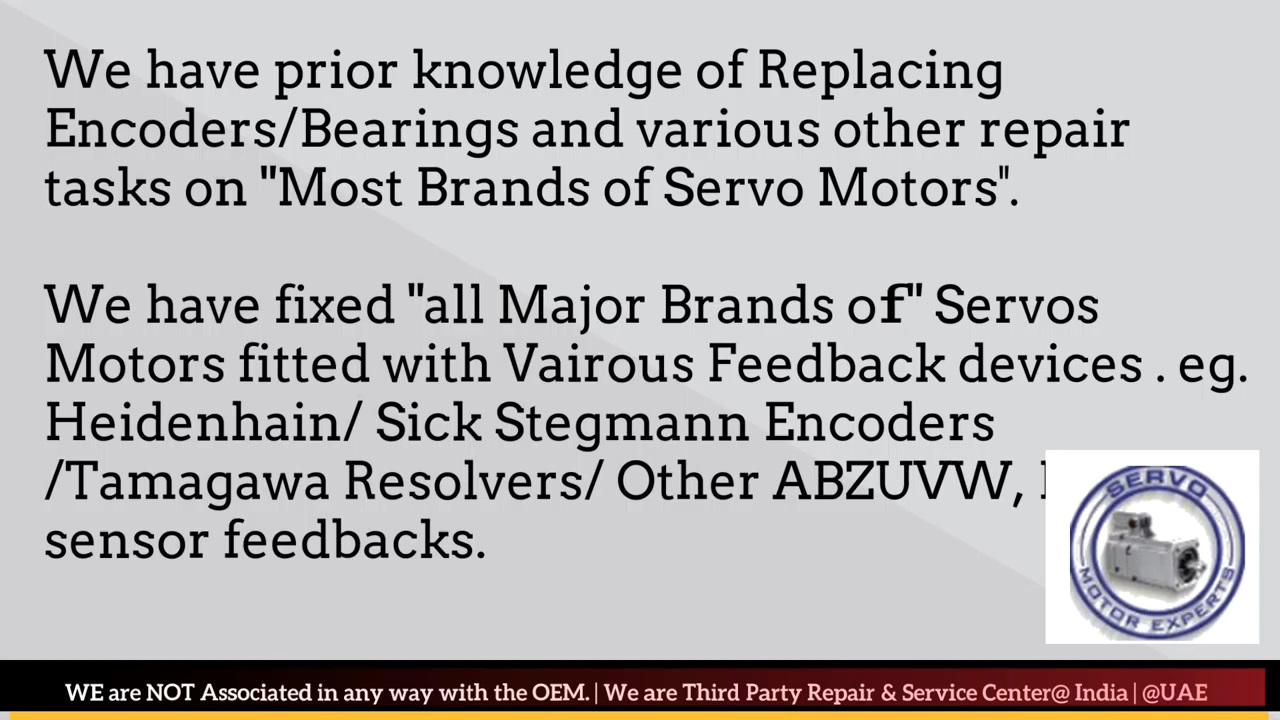 We have prior knowledge of Replacing
Encoders/Bearings and various other repair
tasks on "Most Brands of Servo Motors".
We have fixed "all Major Brands of" Servos
Motors fitted with Vairous Feedback devices . eg.
Heidenhain/ Sick Stegmann Encoders
/Tamagawa Resolvers/ Other ABZUVW,
sensor feedbacks.
SERVO
MOTOR EXPERTS
WE are NOT Associated in any way with the OEM. | We are Third Party Repair & Service Center@ India | @UAE